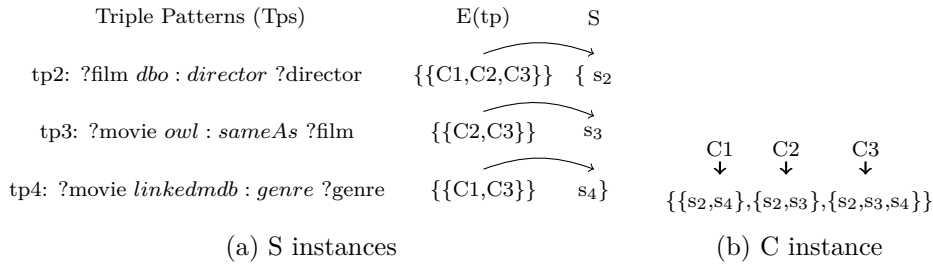 Triple Patterns (Tps) E(tp) S
tp2: ?film dbo : director ?director {{C1,C2,C3}} { s₂
tp3: ?movie owl : sameAs ?film {{C2,C3}} s₃
tp4: ?movie linkedmdb : genre ?genre {{C1,C3}} s₄}
(a) S instances
C1 C2 C3
{{s₂,s₄},{s₂,s₃},{s₂,s₃,s₄}}
(b) C instance